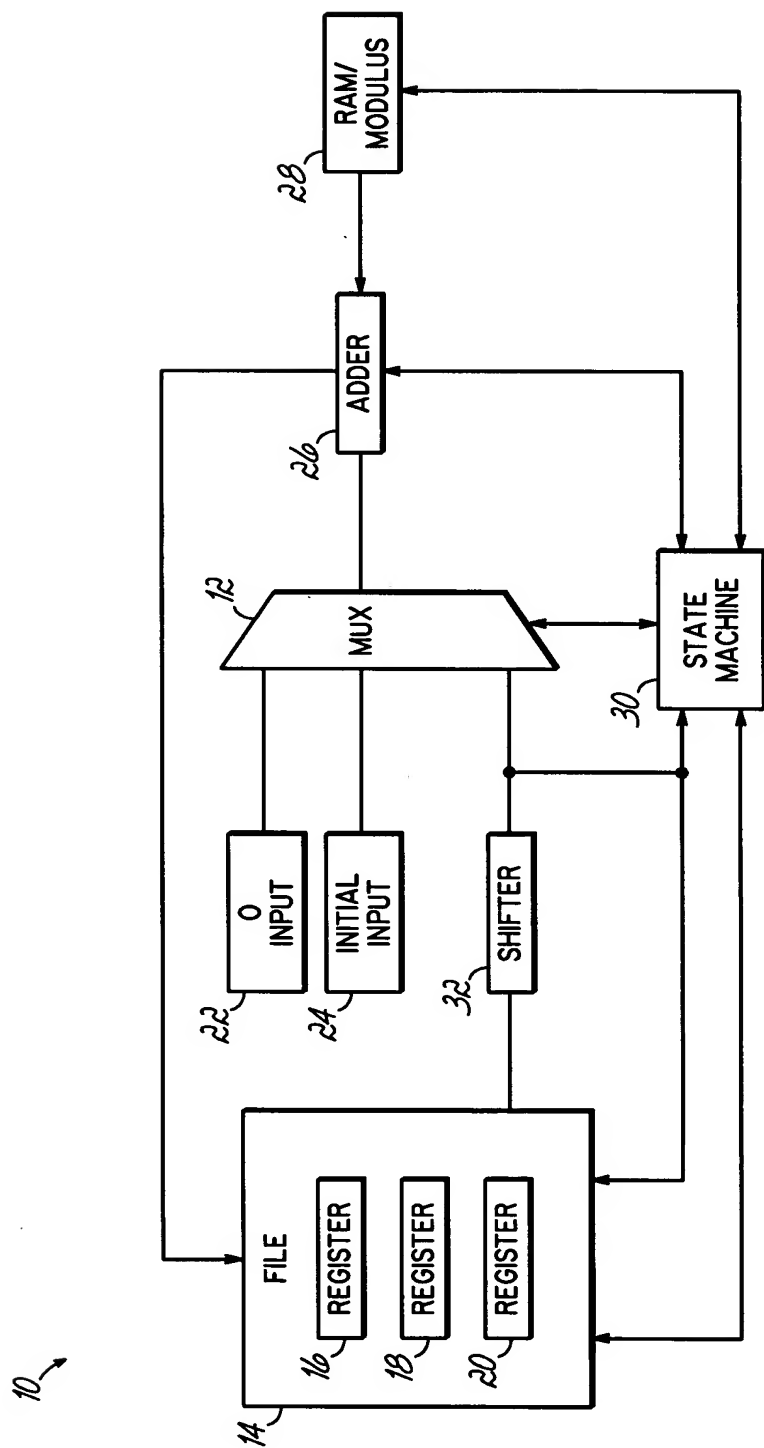 10
28
RAM/
MODULUS
26
ADDER
12
MUX
22
O
INPUT
24
INITIAL
INPUT
32
SHIFTER
30
STATE
MACHINE
14
FILE
16
REGISTER
18
REGISTER
20
REGISTER